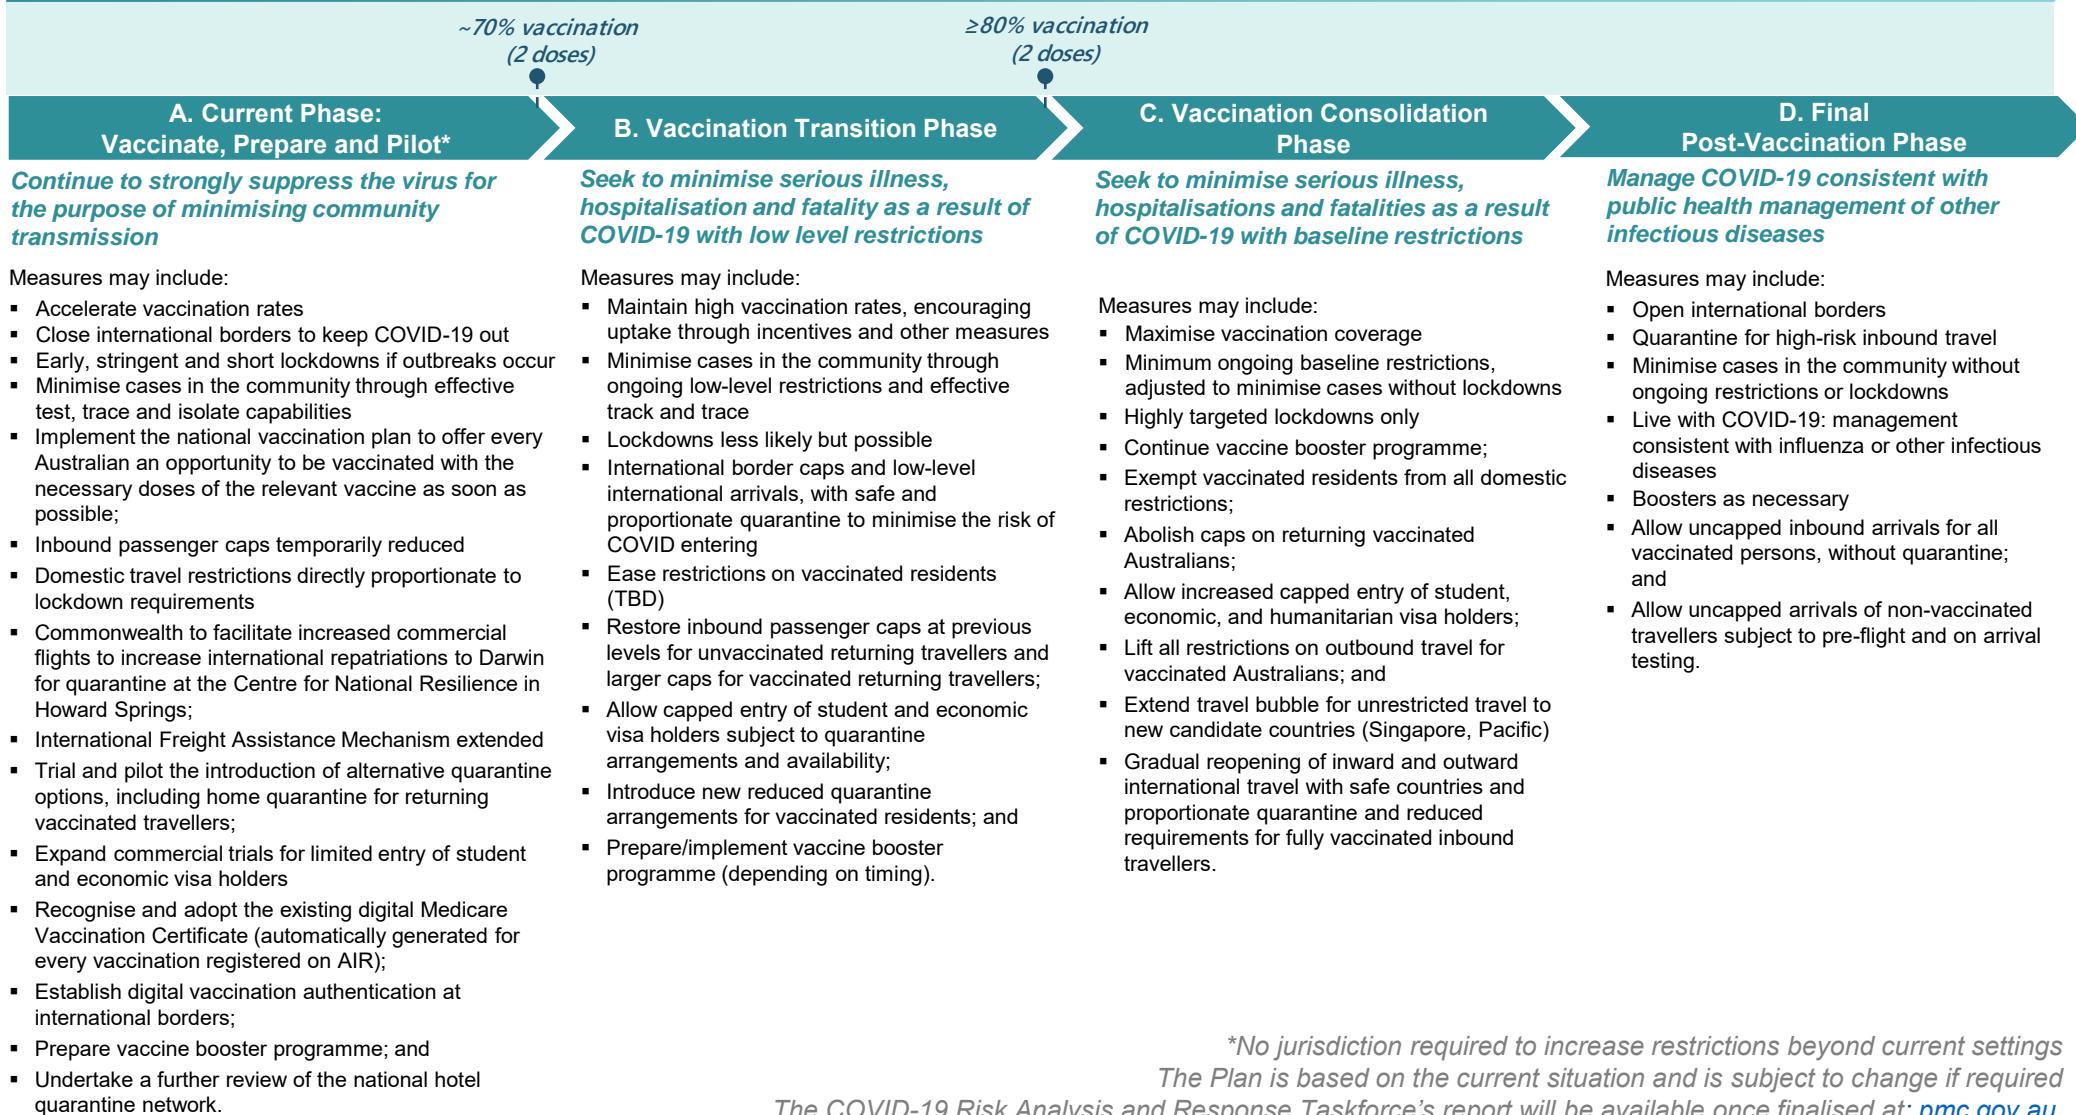 ~70% vaccination
(2 doses)
≥80% vaccination
(2 doses)
A. Current Phase:
Vaccinate, Prepare and Pilot*
Continue to strongly suppress the virus for
the purpose of minimising community
transmission
Measures may include:
▪ Accelerate vaccination rates
▪ Close international borders to keep COVID-19 out
▪ Early, stringent and short lockdowns if outbreaks occur
▪ Minimise cases in the community through effective
test, trace and isolate capabilities
▪ Implement the national vaccination plan to offer every
Australian an opportunity to be vaccinated with the
necessary doses of the relevant vaccine as soon as
possible;
▪ Inbound passenger caps temporarily reduced
▪ Domestic travel restrictions directly proportionate to
lockdown requirements
▪ Commonwealth to facilitate increased commercial
flights to increase international repatriations to Darwin
for quarantine at the Centre for National Resilience in
Howard Springs;
▪ International Freight Assistance Mechanism extended
▪ Trial and pilot the introduction of alternative quarantine
options, including home quarantine for returning
vaccinated travellers;
▪ Expand commercial trials for limited entry of student
and economic visa holders
▪ Recognise and adopt the existing digital Medicare
Vaccination Certificate (automatically generated for
every vaccination registered on AIR);
▪ Establish digital vaccination authentication at
international borders;
▪ Prepare vaccine booster programme; and
▪ Undertake a further review of the national hotel
quarantine network.
B. Vaccination Transition Phase
Seek to minimise serious illness,
hospitalisation and fatality as a result of
COVID-19 with low level restrictions
Measures may include:
▪ Maintain high vaccination rates, encouraging
uptake through incentives and other measures
▪ Minimise cases in the community through
ongoing low-level restrictions and effective
track and trace
▪ Lockdowns less likely but possible
▪ International border caps and low-level
international arrivals, with safe and
proportionate quarantine to minimise the risk of
COVID entering
▪ Ease restrictions on vaccinated residents
(TBD)
▪ Restore inbound passenger caps at previous
levels for unvaccinated returning travellers and
larger caps for vaccinated returning travellers;
▪ Allow capped entry of student and economic
visa holders subject to quarantine
arrangements and availability;
▪ Introduce new reduced quarantine
arrangements for vaccinated residents; and
▪ Prepare/implement vaccine booster
programme (depending on timing).
C. Vaccination Consolidation
Phase
Seek to minimise serious illness,
hospitalisations and fatalities as a result
of COVID-19 with baseline restrictions
Measures may include:
▪ Maximise vaccination coverage
▪ Minimum ongoing baseline restrictions,
adjusted to minimise cases without lockdowns
▪ Highly targeted lockdowns only
▪ Continue vaccine booster programme;
▪ Exempt vaccinated residents from all domestic
restrictions;
▪ Abolish caps on returning vaccinated
Australians;
▪ Allow increased capped entry of student,
economic, and humanitarian visa holders;
▪ Lift all restrictions on outbound travel for
vaccinated Australians; and
▪ Extend travel bubble for unrestricted travel to
new candidate countries (Singapore, Pacific)
▪ Gradual reopening of inward and outward
international travel with safe countries and
proportionate quarantine and reduced
requirements for fully vaccinated inbound
travellers.
D. Final
Post-Vaccination Phase
Manage COVID-19 consistent with
public health management of other
infectious diseases
Measures may include:
▪ Open international borders
▪ Quarantine for high-risk inbound travel
▪ Minimise cases in the community without
ongoing restrictions or lockdowns
▪ Live with COVID-19: management
consistent with influenza or other infectious
diseases
▪ Boosters as necessary
▪ Allow uncapped inbound arrivals for all
vaccinated persons, without quarantine;
and
▪ Allow uncapped arrivals of non-vaccinated
travellers subject to pre-flight and on arrival
testing.
*No jurisdiction required to increase restrictions beyond current settings
The Plan is based on the current situation and is subject to change if required
The COVID-19 Risk Analysis and Response Taskforce's report will be available once finalised at: pmc.gov.au